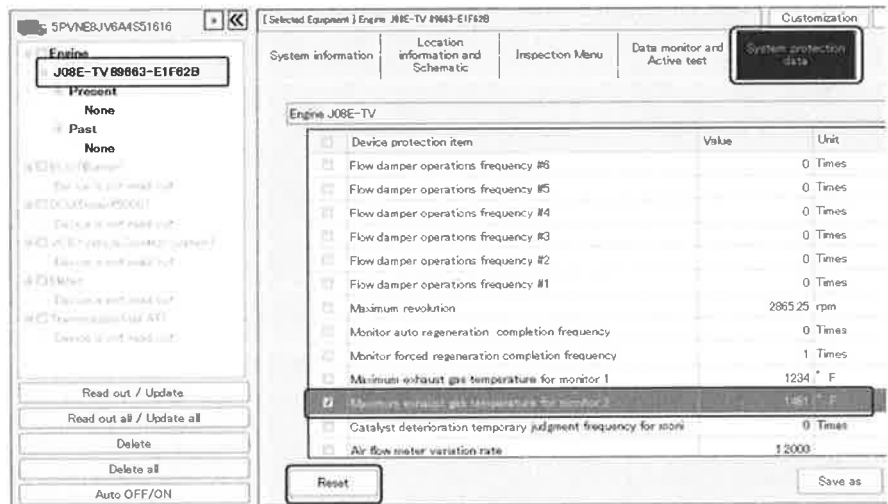 5PVNE8JV6A4S51616
Engine
J08E-TV 89663-E1F62B
Present
None
Past
None
Read out / Update
Read out all / Update all
Delete
Delete all
Auto OFF/ON
[ Selected Equipment ] Engine J08E-TV 89663-E1F62B
Customization
System information
Location information and Schematic
Inspection Menu
Data monitor and Active test
System protection data
Engine J08E-TV
Device protection item Value Unit
Flow damper operations frequency #6 0 Times
Flow damper operations frequency #5 0 Times
Flow damper operations frequency #4 0 Times
Flow damper operations frequency #3 0 Times
Flow damper operations frequency #2 0 Times
Flow damper operations frequency #1 0 Times
Maximum revolution 2865.25 rpm
Monitor auto regeneration completion frequency 0 Times
Monitor forced regeneration completion frequency 1 Times
Maximum exhaust gas temperature for monitor 1 1234 ° F
Maximum exhaust gas temperature for monitor 2 ° F
Catalyst deterioration temporary judgment frequency for moni 0 Times
Air flow meter variation rate 1.2000
Reset
Save as